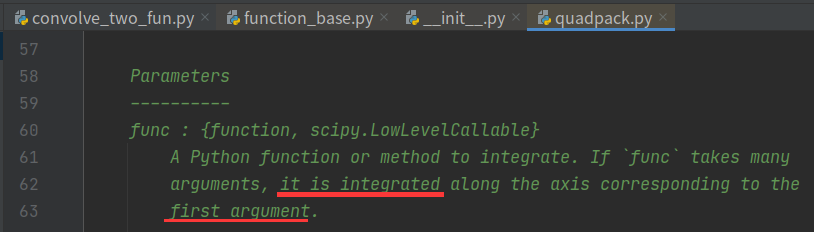 convolve_two_fun.py × function_base.py × __init__.py × quadpack.py ×
57
58 Parameters
59 ----------
60 func : {function, scipy.LowLevelCallable}
61 A Python function or method to integrate. If `func` takes many
62 arguments, it is integrated along the axis corresponding to the
63 first argument.